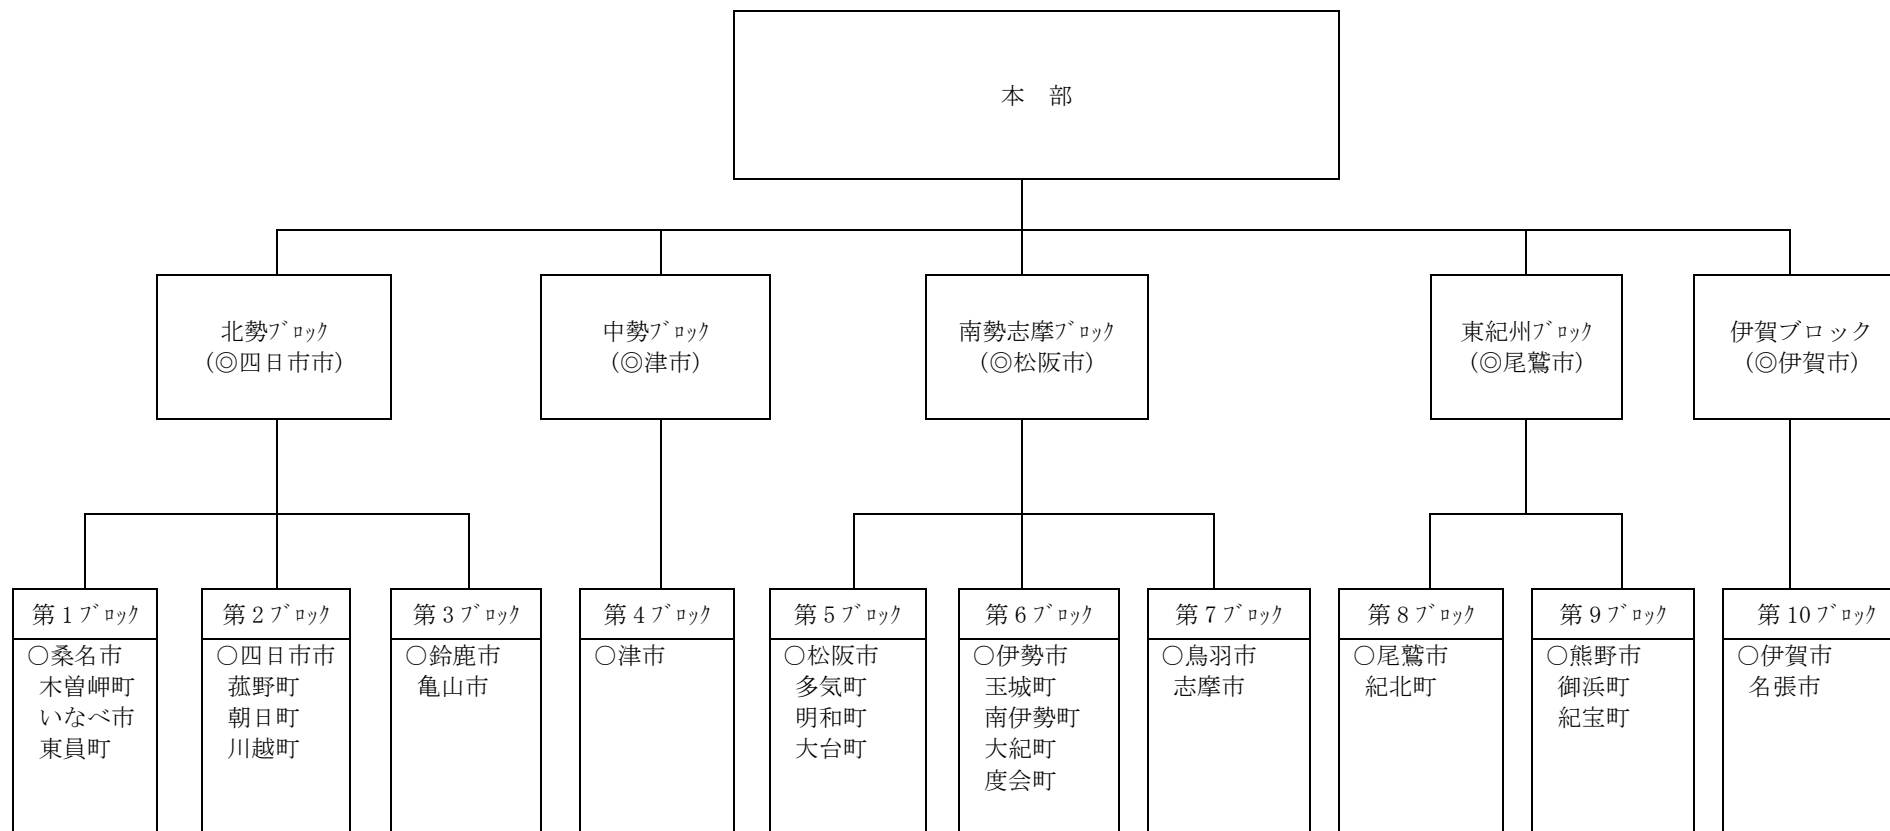 本　部
北勢ﾌﾞﾛｯｸ
(◎四日市市)
中勢ﾌﾞﾛｯｸ
(◎津市)
南勢志摩ﾌﾞﾛｯｸ
(◎松阪市)
東紀州ﾌﾞﾛｯｸ
(◎尾鷲市)
伊賀ブロック
(◎伊賀市)
第1ﾌﾞﾛｯｸ
○桑名市
木曽岬町
いなべ市
東員町
第2ﾌﾞﾛｯｸ
○四日市市
菰野町
朝日町
川越町
第3ﾌﾞﾛｯｸ
○鈴鹿市
亀山市
第4ﾌﾞﾛｯｸ
○津市
第5ﾌﾞﾛｯｸ
○松阪市
多気町
明和町
大台町
第6ﾌﾞﾛｯｸ
○伊勢市
玉城町
南伊勢町
大紀町
度会町
第7ﾌﾞﾛｯｸ
○鳥羽市
志摩市
第8ﾌﾞﾛｯｸ
○尾鷲市
紀北町
第9ﾌﾞﾛｯｸ
○熊野市
御浜町
紀宝町
第10ﾌﾞﾛｯｸ
○伊賀市
名張市